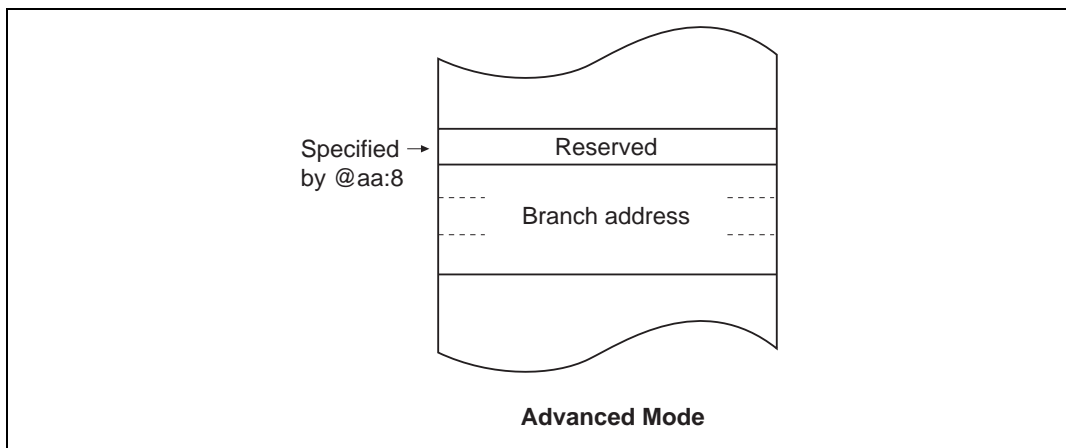 Specified →
by @aa:8
Reserved
Branch address
Advanced Mode